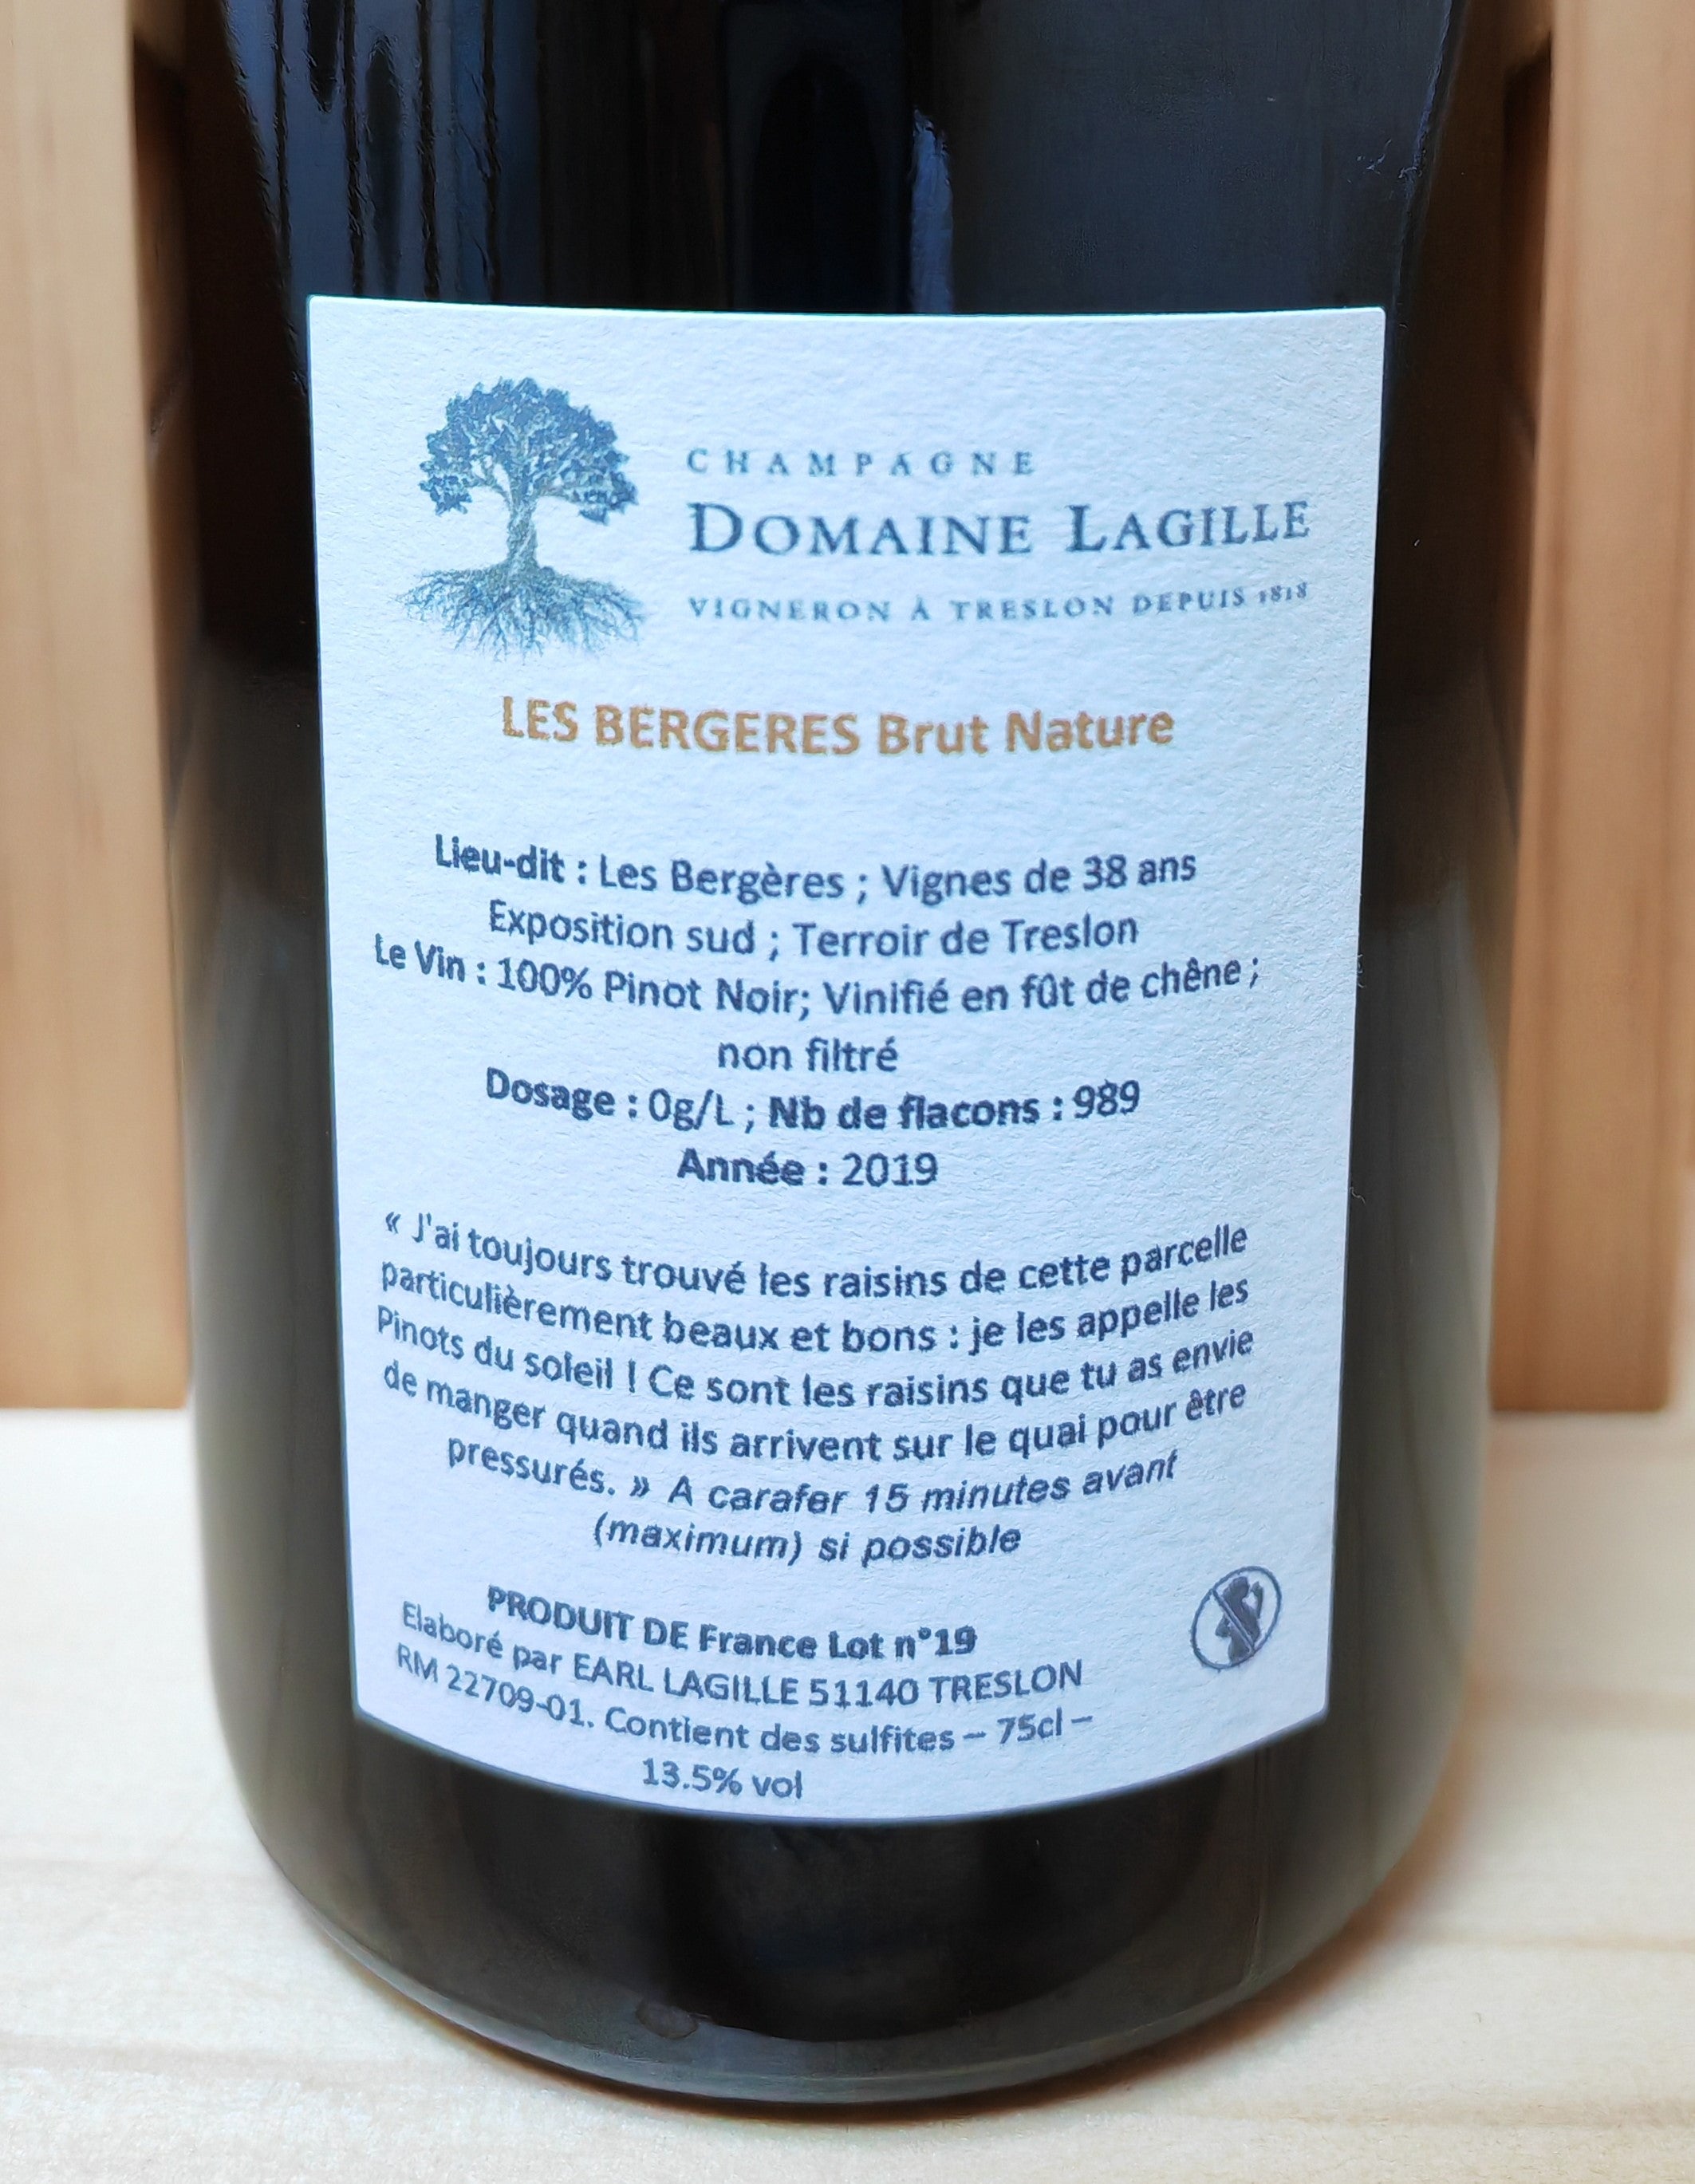 CHAMPAGNE
DOMAINE LAGILLE
VIGNERON À TRESLON DEPUIS 1818
LES BERGERES Brut Nature
Lieu-dit : Les Bergères ; Vignes de 38 ans
Exposition sud ; Terroir de Treslon
Le Vin : 100% Pinot Noir; Vinifié en fût de chêne ;
non filtré
Dosage : 0g/L ; Nb de flacons : 989
Année : 2019
« J'ai toujours trouvé les raisins de cette parcelle
particulièrement beaux et bons : je les appelle les
Pinots du soleil ! Ce sont les raisins que tu as envie
de manger quand ils arrivent sur le quai pour être
pressurés. » A carafer 15 minutes avant
(maximum) si possible
PRODUIT DE France Lot n°19
Elaboré par EARL LAGILLE 51140 TRESLON
RM 22709-01. Contient des sulfites – 75cl –
13.5% vol